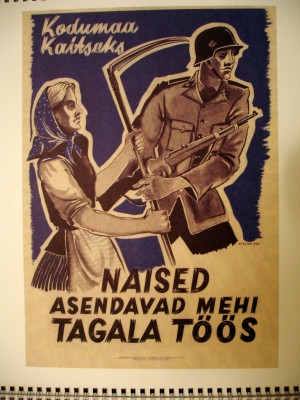 Kodumaa
Kaitseks
NAISED
ASENDAVAD MEHI
TAGALA TÖÖS